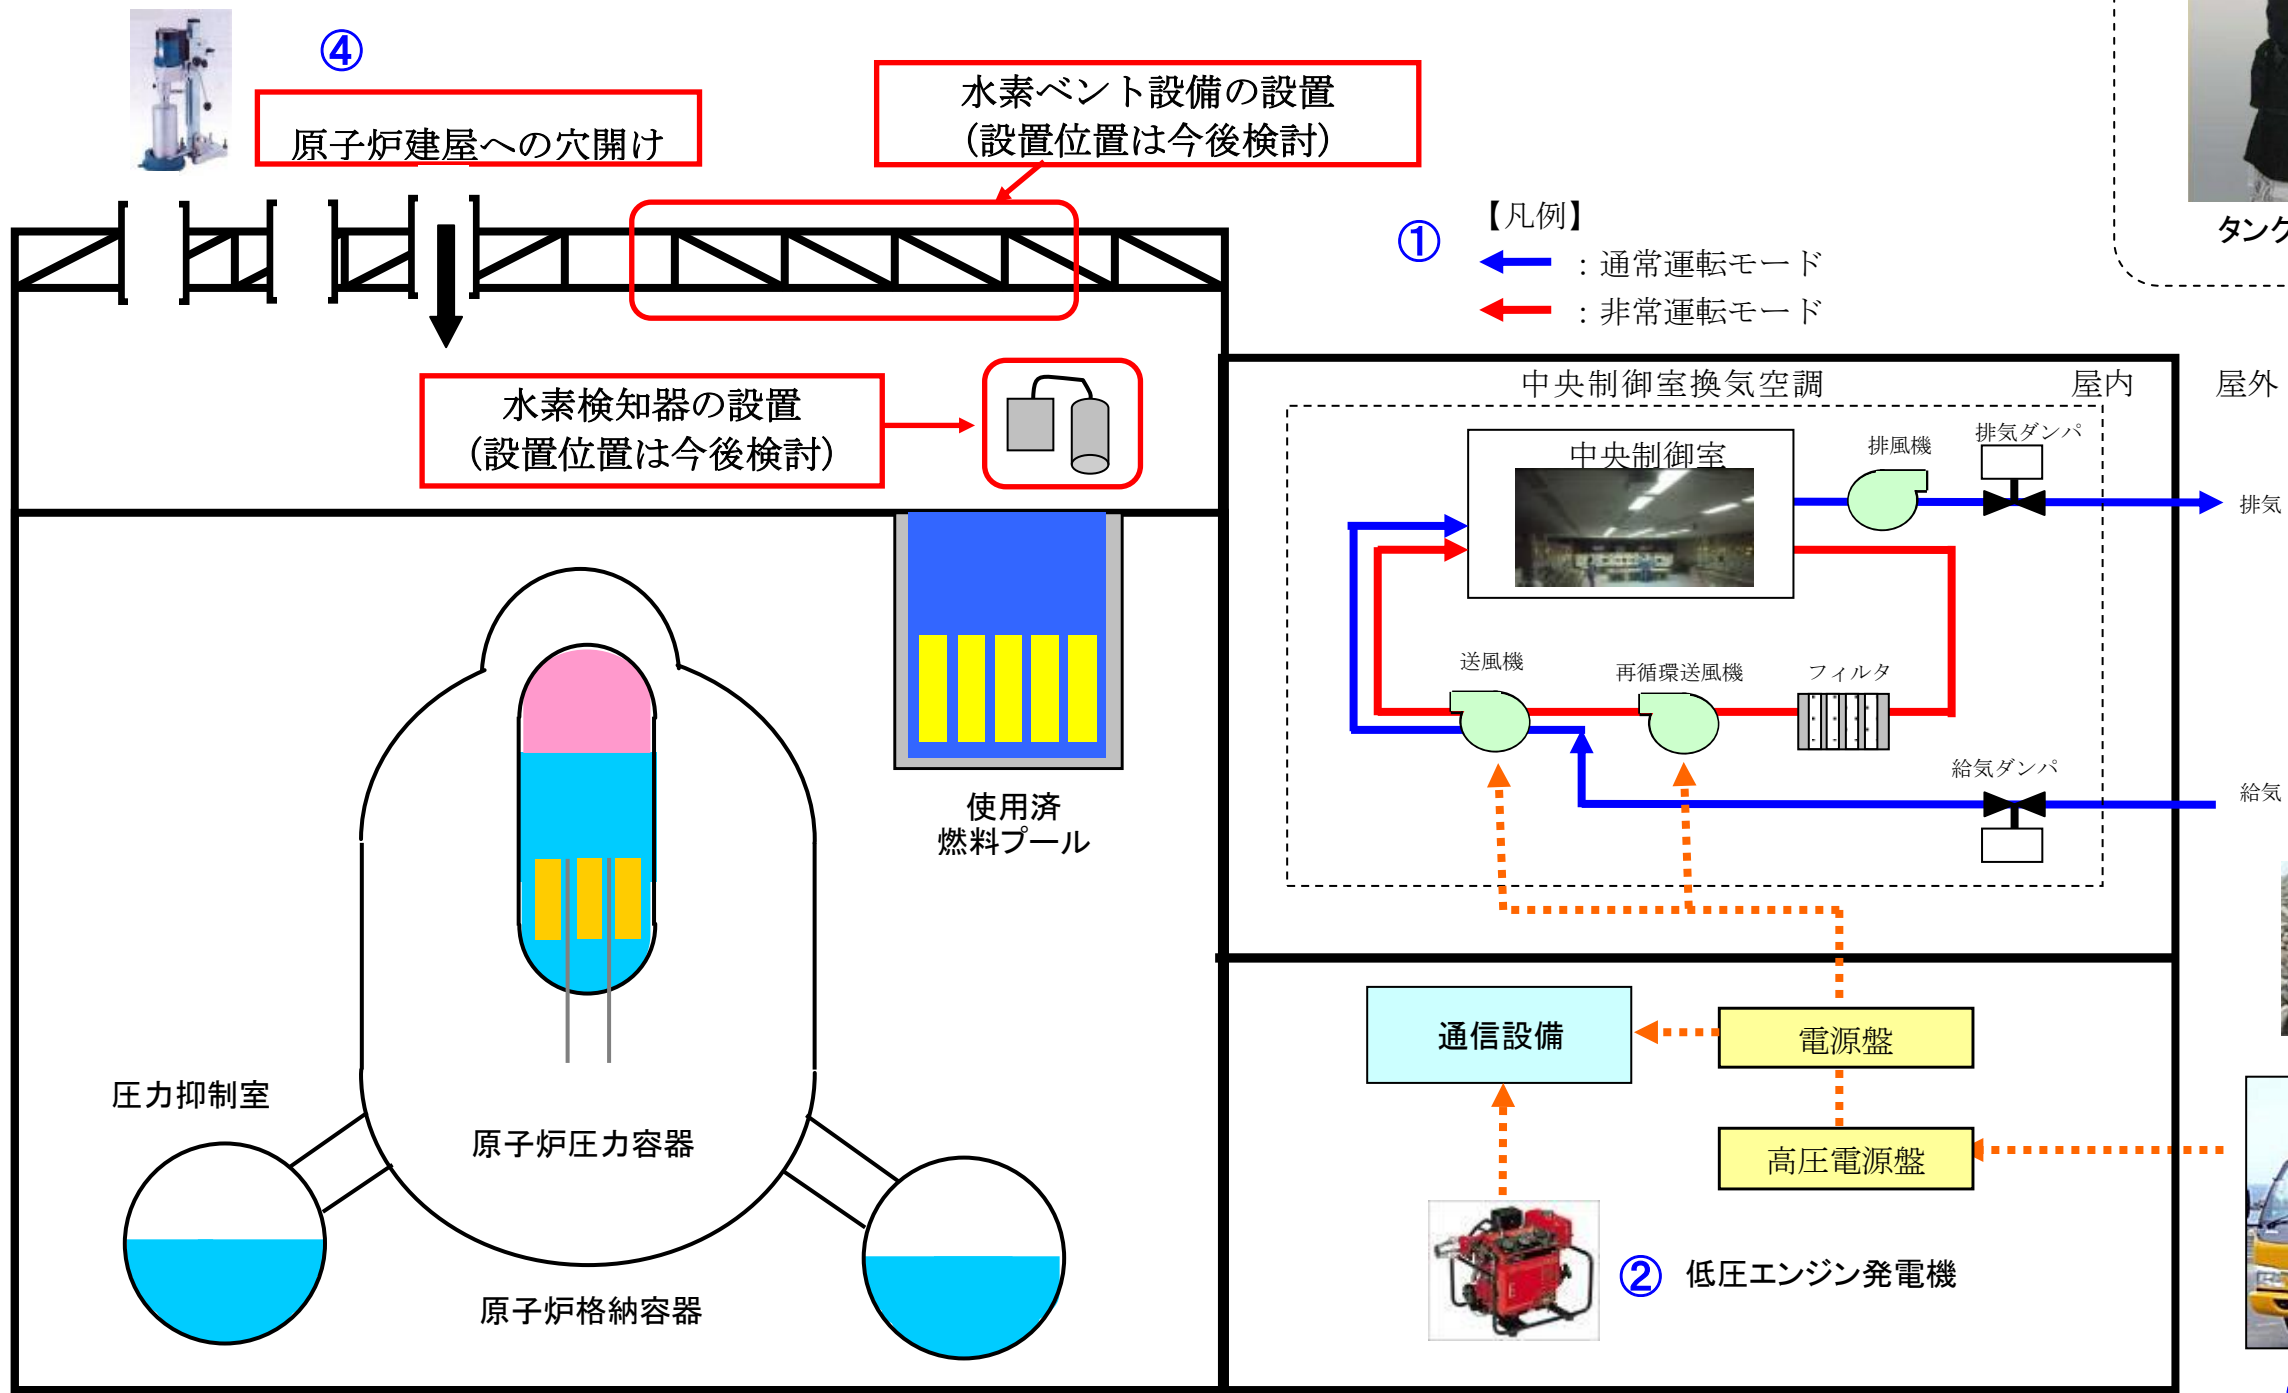 ④
原子炉建屋への穴開け
水素ベント設備の設置
(設置位置は今後検討)
タンク
①
【凡例】
：通常運転モード
：非常運転モード
水素検知器の設置
(設置位置は今後検討)
中央制御室換気空調
屋内
屋外
中央制御室
排風機
排気ダンパ
排気
送風機
再循環送風機
フィルタ
給気ダンパ
給気
使用済
燃料プール
通信設備
電源盤
高圧電源盤
圧力抑制室
原子炉圧力容器
原子炉格納容器
②
低圧エンジン発電機